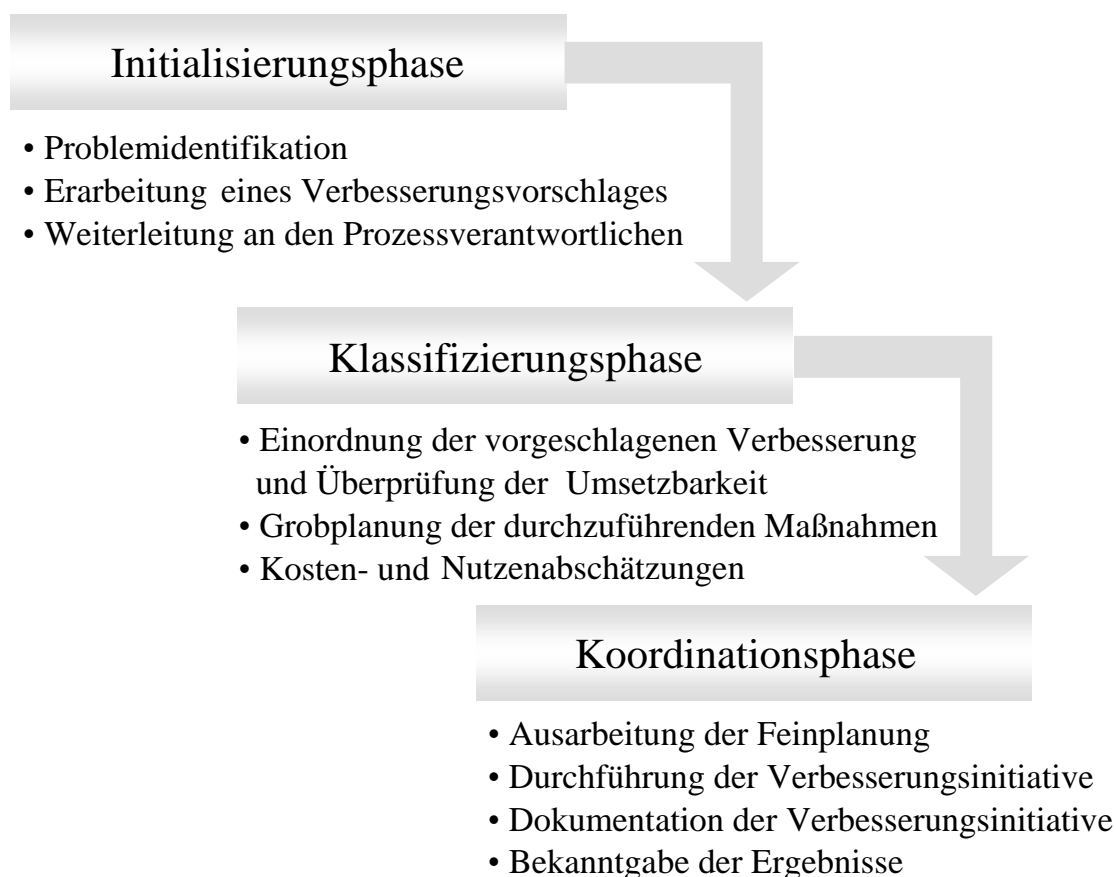 Initialisierungsphase
• Problemidentifikation
• Erarbeitung eines Verbesserungsvorschlages
• Weiterleitung an den Prozessverantwortlichen
Klassifizierungsphase
• Einordnung der vorgeschlagenen Verbesserung
und Überprüfung der Umsetzbarkeit
• Grobplanung der durchzuführenden Maßnahmen
• Kosten- und Nutzenabschätzungen
Koordinationsphase
• Ausarbeitung der Feinplanung
• Durchführung der Verbesserungsinitiative
• Dokumentation der Verbesserungsinitiative
• Bekanntgabe der Ergebnisse